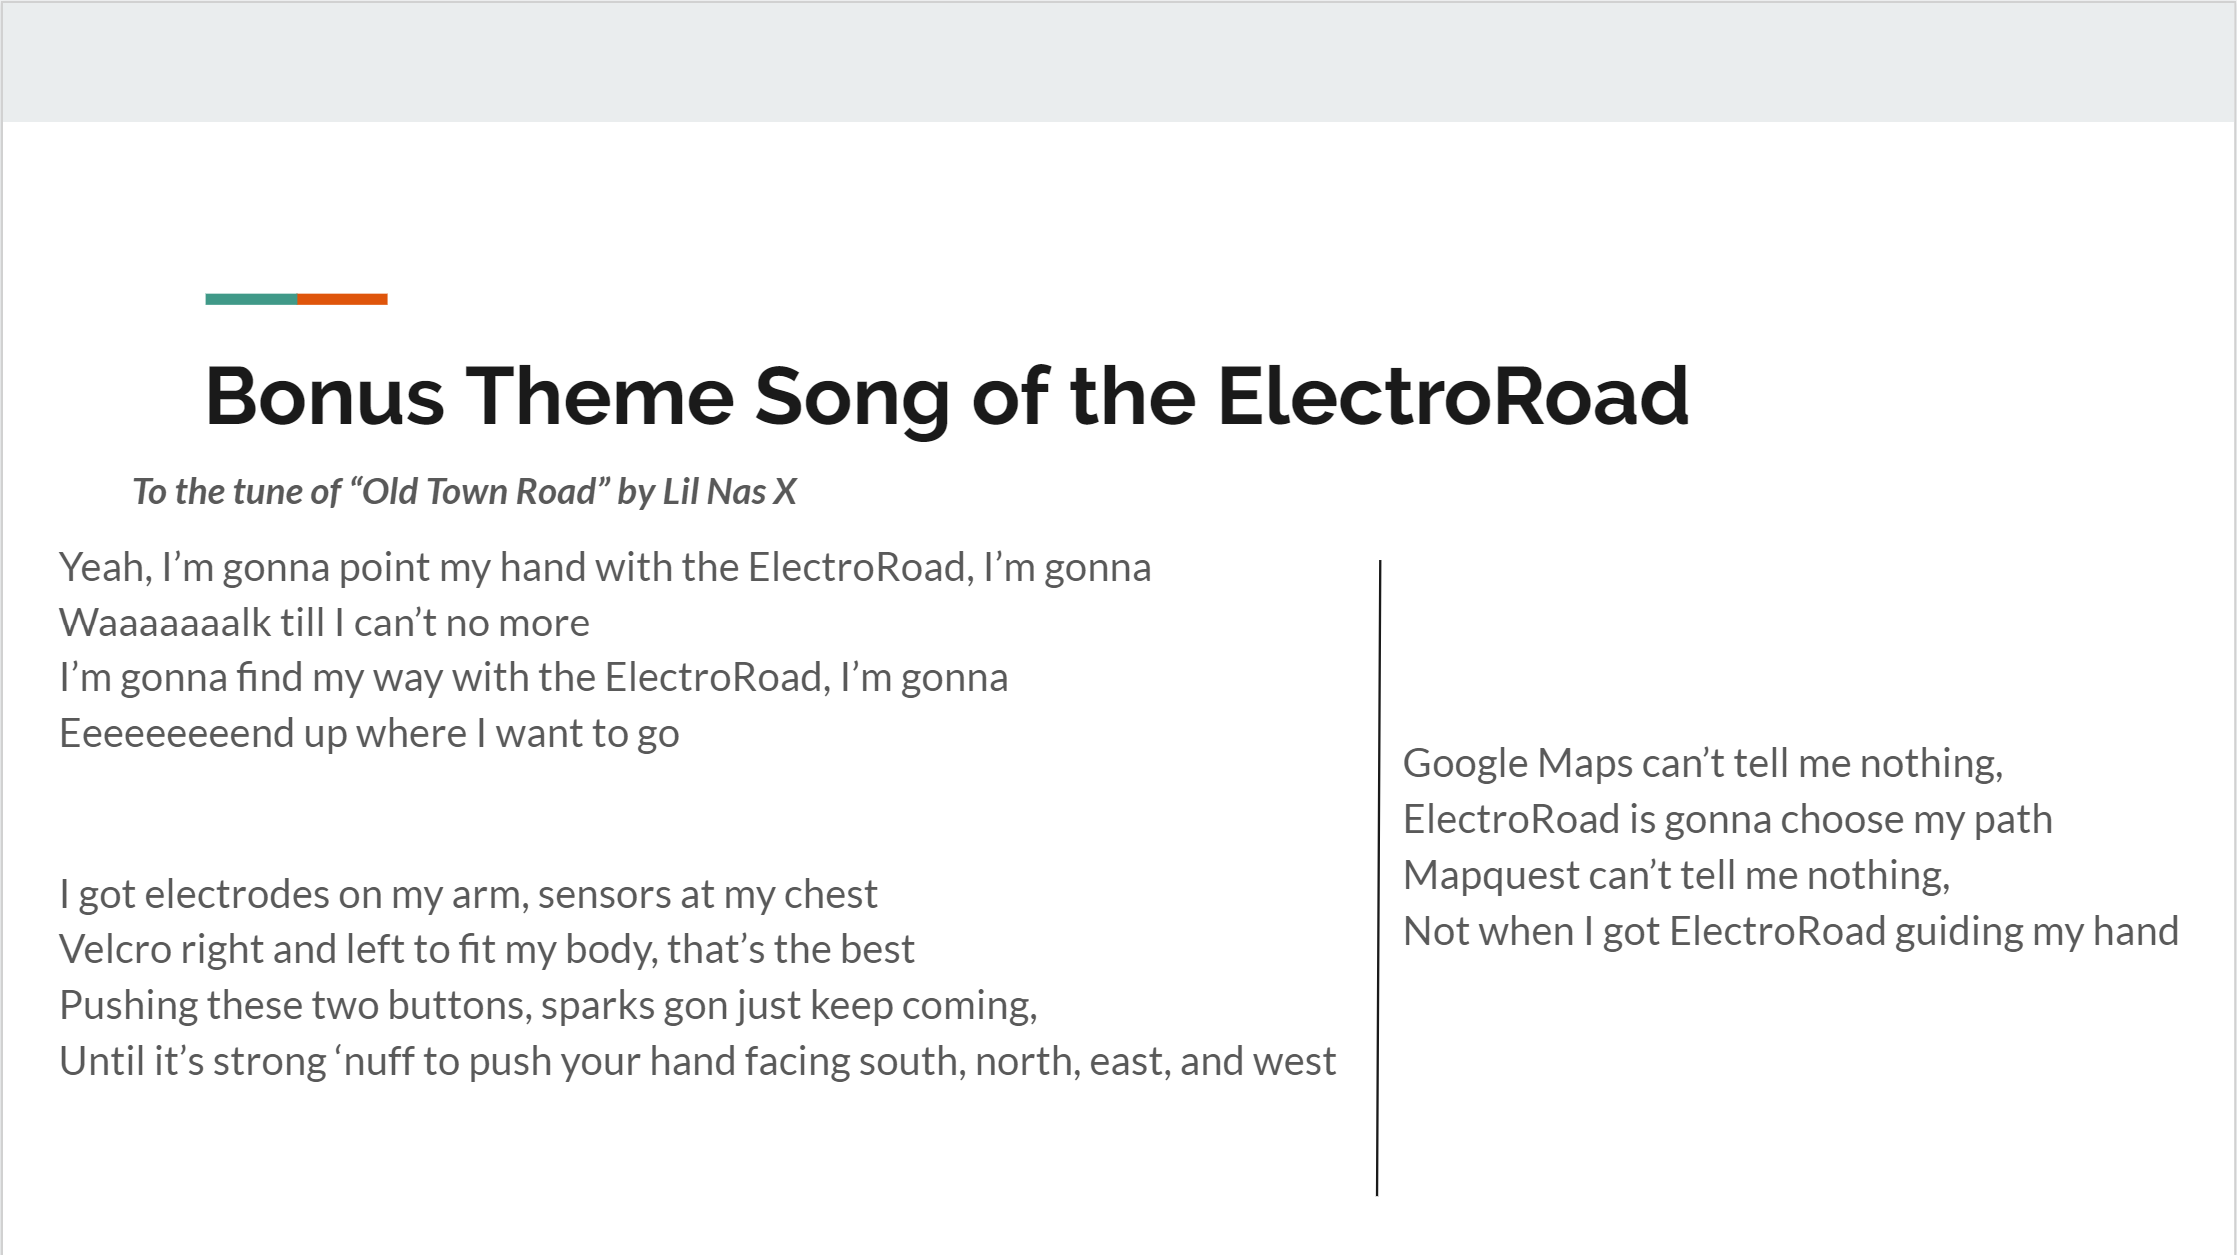 Bonus Theme Song of the ElectroRoad
To the tune of “Old Town Road” by Lil Nas X
Yeah, I’m gonna point my hand with the ElectroRoad, I’m gonna
Waaaaaaalk till I can’t no more
I’m gonna find my way with the ElectroRoad, I’m gonna
Eeeeeeeeend up where I want to go
I got electrodes on my arm, sensors at my chest
Velcro right and left to fit my body, that’s the best
Pushing these two buttons, sparks gon just keep coming,
Until it’s strong ‘nuff to push your hand facing south, north, east, and west
Google Maps can’t tell me nothing,
ElectroRoad is gonna choose my path
Mapquest can’t tell me nothing,
Not when I got ElectroRoad guiding my hand